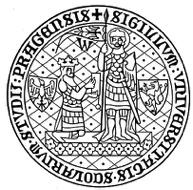 + SIGILLVM : VNIVERSITATIS : SCOLARIVM : STVDII : PRAGENSIS
W